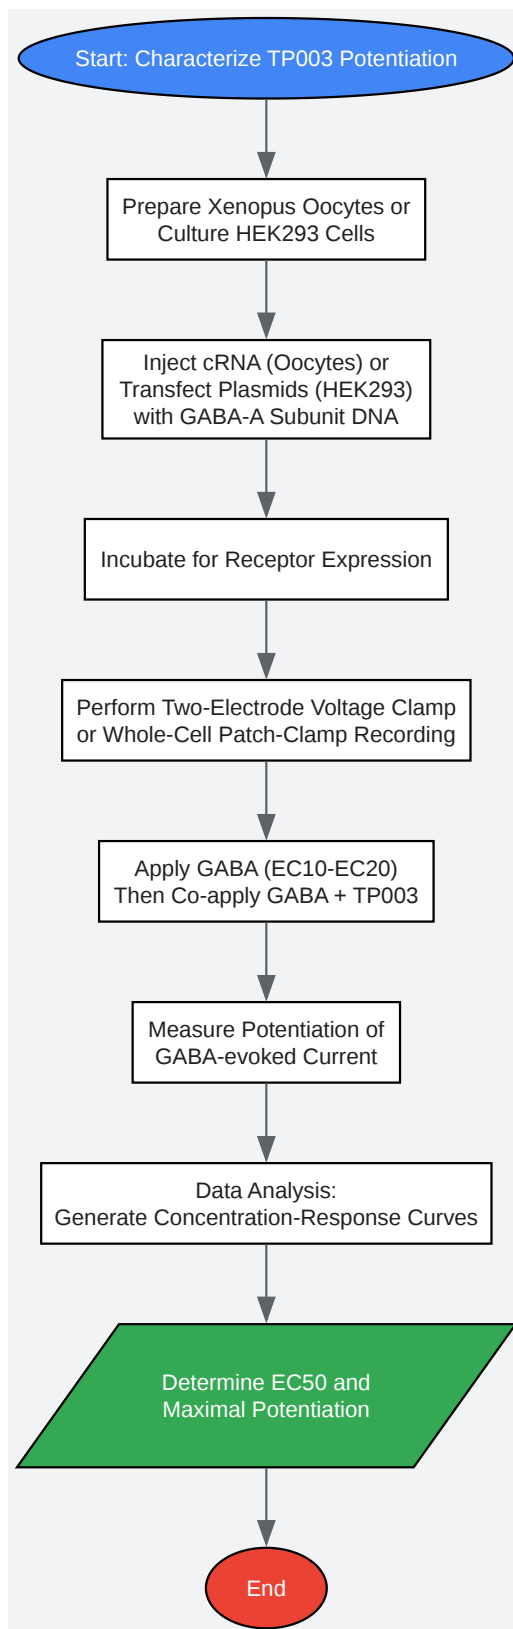 Start: Characterize TP003 Potentiation
Prepare Xenopus Oocytes or
Culture HEK293 Cells
Inject cRNA (Oocytes) or
Transfect Plasmids (HEK293)
with GABA-A Subunit DNA
Incubate for Receptor Expression
Perform Two-Electrode Voltage Clamp
or Whole-Cell Patch-Clamp Recording
Apply GABA (EC10-EC20)
Then Co-apply GABA + TP003
Measure Potentiation of
GABA-evoked Current
Data Analysis:
Generate Concentration-Response Curves
Determine EC50 and
Maximal Potentiation
End